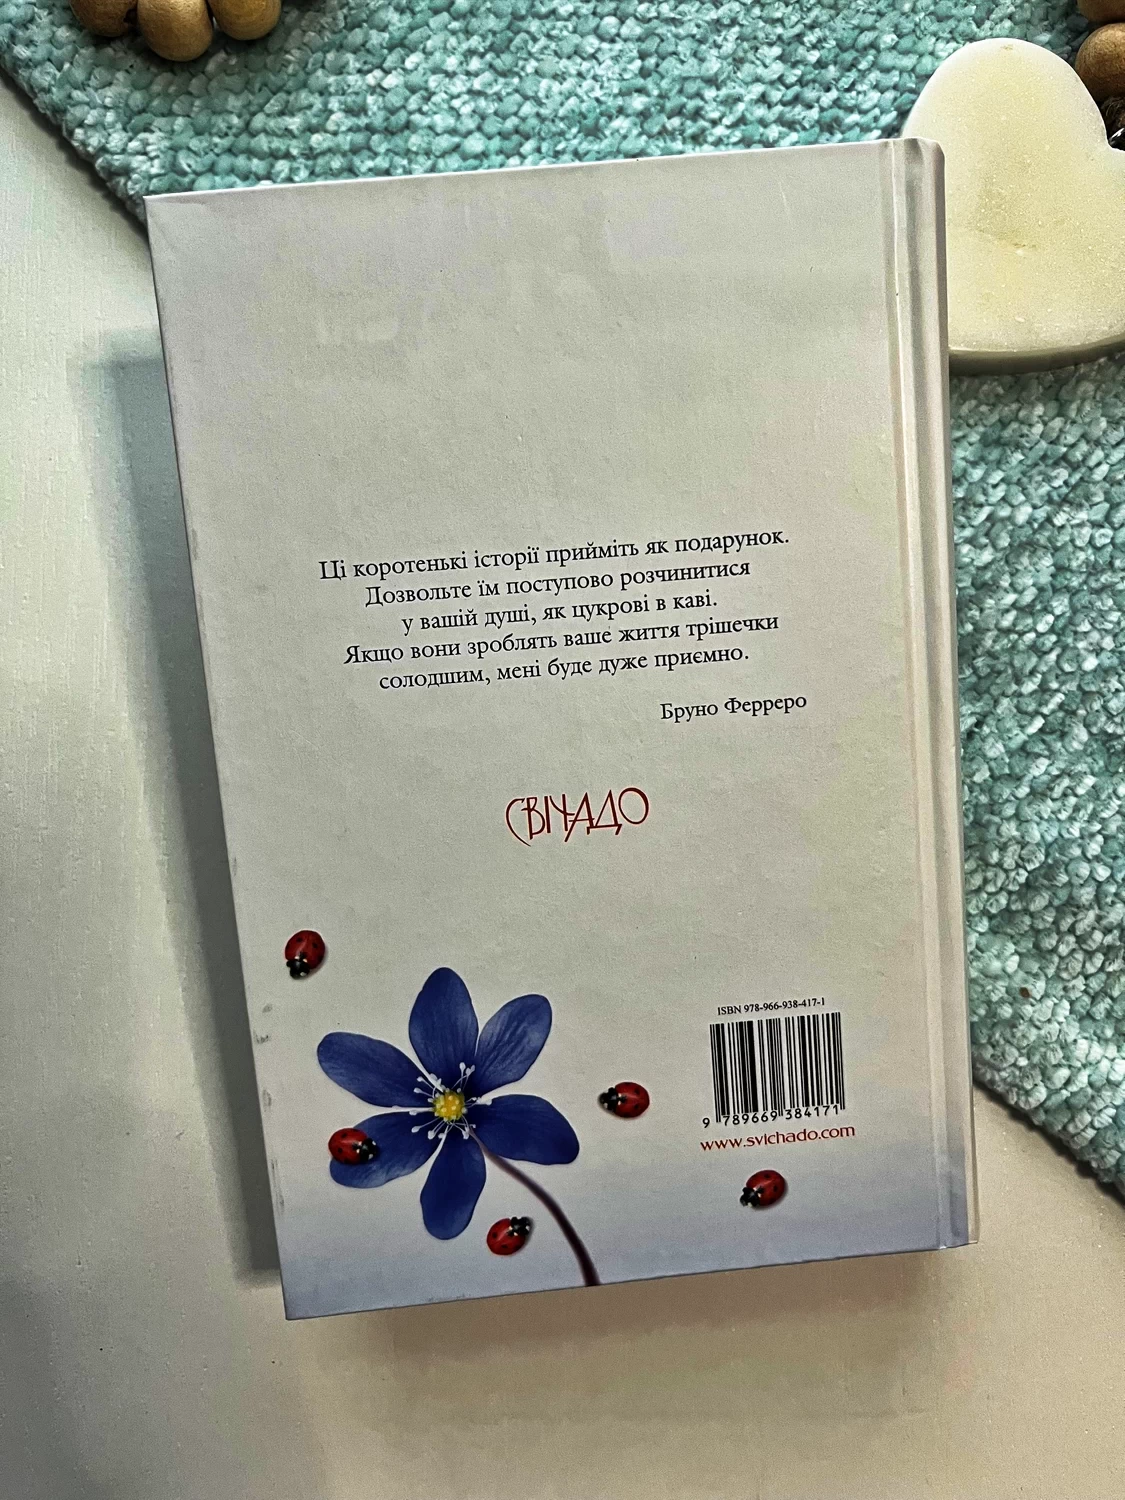 Ці коротенькі історії прийміть як подарунок.
Дозвольте їм поступово розчинитися
у вашій душі, як цукрові в каві.
Якщо вони зроблять ваше життя трішечки
солодшим, мені буде дуже приємно.
Бруно Ферреро
СВІЧАДО
ISBN 978-966-938-417-1
9 789669 384171
www.svichado.com